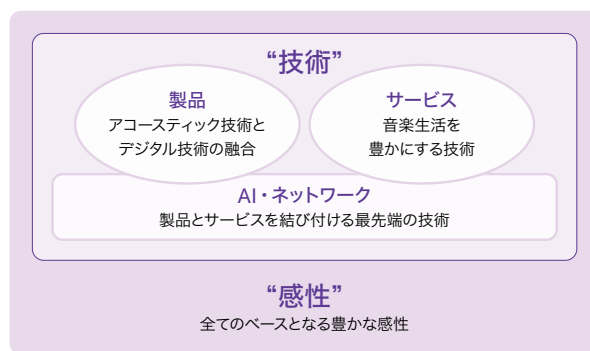 “技術”
製品
アコースティック技術と
デジタル技術の融合
サービス
音楽生活を
豊かにする技術
AI・ネットワーク
製品とサービスを結び付ける最先端の技術
“感性”
全てのベースとなる豊かな感性